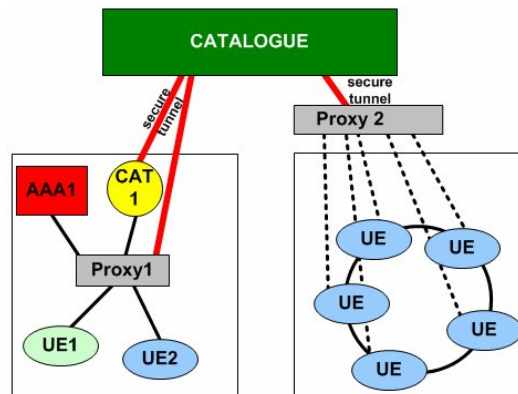 CATALOGUE
secure
tunnel
secure
tunnel
Proxy 2
AAA1
CAT
1
Proxy1
UE1
UE2
UE
UE
UE
UE
UE